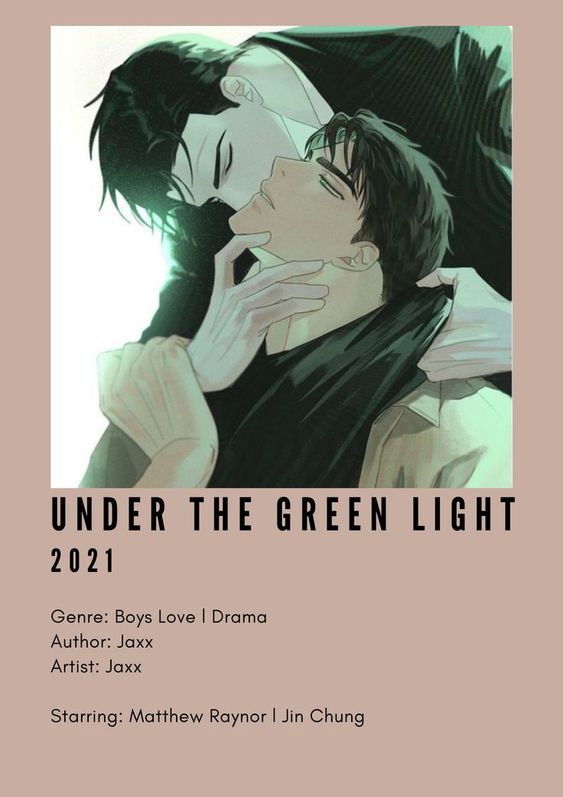 UNDER THE GREEN LIGHT
2021
Genre: Boys Love | Drama
Author: Jaxx
Artist: Jaxx
Starring: Matthew Raynor | Jin Chung